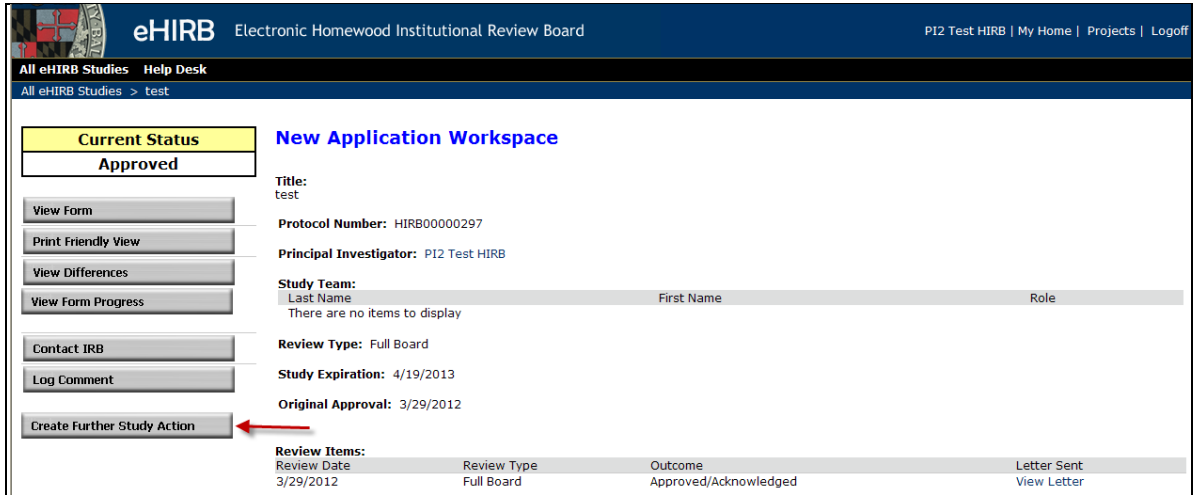 eHIRB Electronic Homewood Institutional Review Board PI2 Test HIRB | My Home | Projects | Logoff
All eHIRB Studies Help Desk
All eHIRB Studies > test
Current Status
Approved
View Form
Print Friendly View
View Differences
View Form Progress
Contact IRB
Log Comment
Create Further Study Action
New Application Workspace
Title:
test
Protocol Number: HIRB00000297
Principal Investigator: PI2 Test HIRB
Study Team:
Last Name First Name Role
There are no items to display
Review Type: Full Board
Study Expiration: 4/19/2013
Original Approval: 3/29/2012
Review Items:
Review Date Review Type Outcome Letter Sent
3/29/2012 Full Board Approved/Acknowledged View Letter